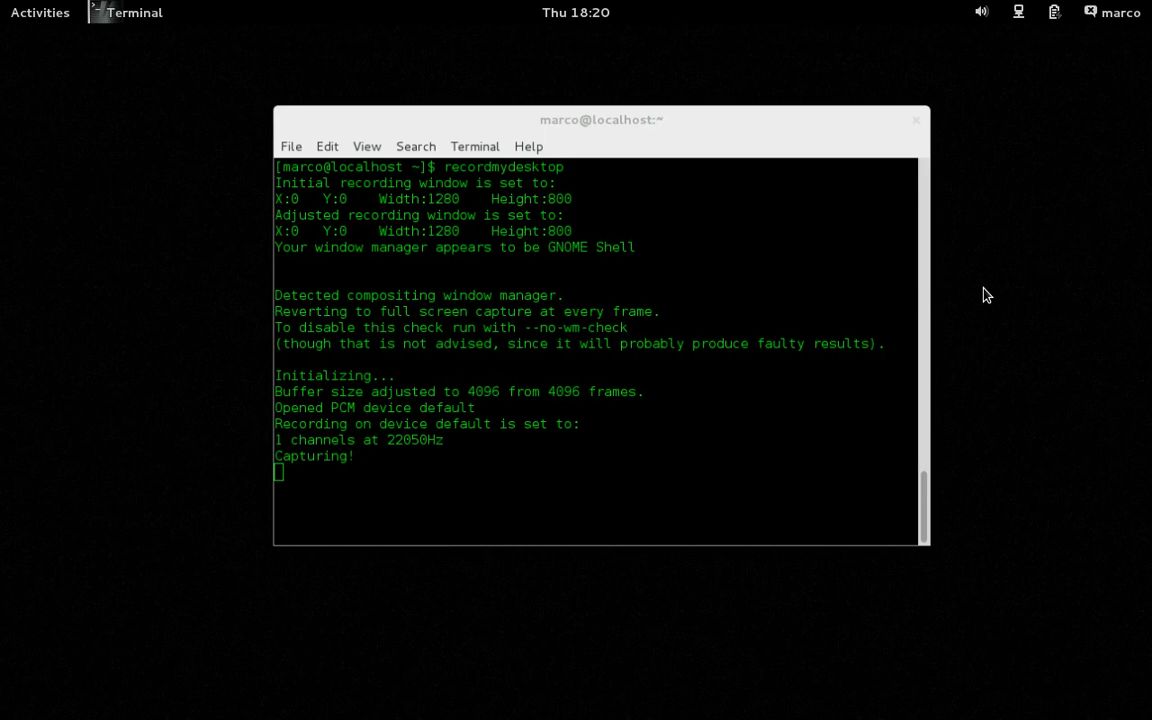 Activities Terminal Thu 18:20 marco
marco@localhost:~
File Edit View Search Terminal Help
[marco@localhost ~]$ recordmydesktop
Initial recording window is set to:
X:0   Y:0    Width:1280    Height:800
Adjusted recording window is set to:
X:0   Y:0    Width:1280    Height:800
Your window manager appears to be GNOME Shell
Detected compositing window manager.
Reverting to full screen capture at every frame.
To disable this check run with --no-wm-check
(though that is not advised, since it will probably produce faulty results).
Initializing...
Buffer size adjusted to 4096 from 4096 frames.
Opened PCM device default
Recording on device default is set to:
1 channels at 22050Hz
Capturing!